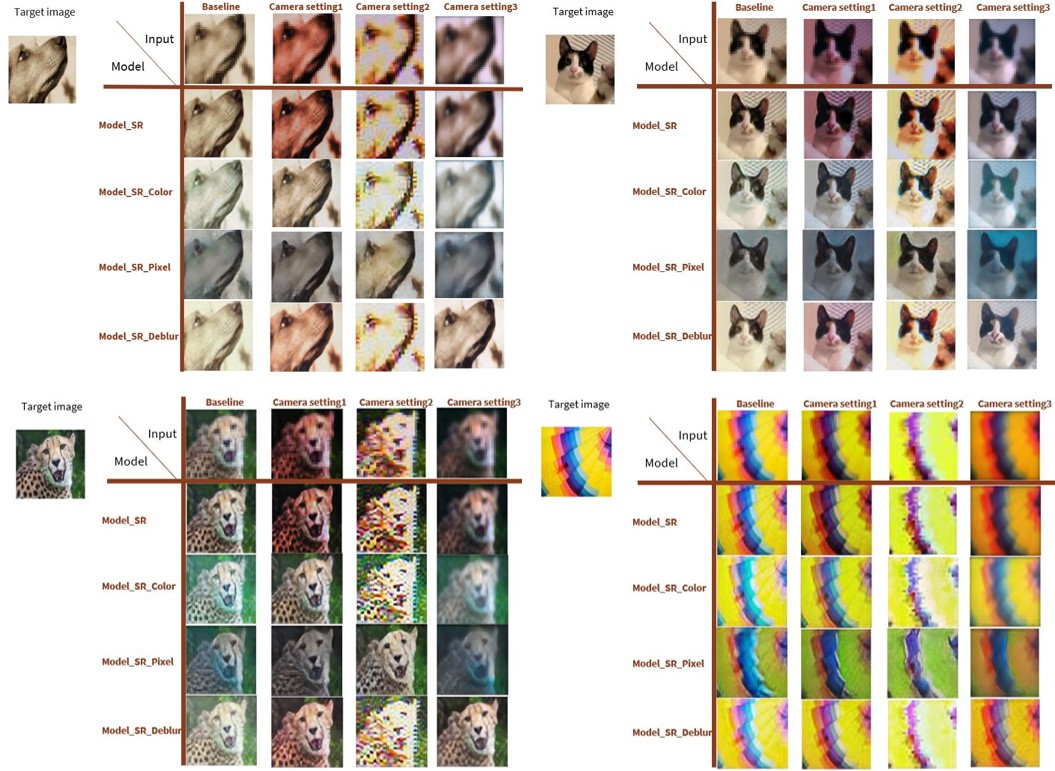 Target image
Baseline Camera setting1 Camera setting2 Camera setting3
Input
Model
Model_SR
Model_SR_Color
Model_SR_Pixel
Model_SR_Deblur
Target image
Baseline Camera setting1 Camera setting2 Camera setting3
Input
Model
Model_SR
Model_SR_Color
Model_SR_Pixel
Model_SR_Deblur
Target image
Baseline Camera setting1 Camera setting2 Camera setting3
Input
Model
Model_SR
Model_SR_Color
Model_SR_Pixel
Model_SR_Deblur
Target image
Baseline Camera setting1 Camera setting2 Camera setting3
Input
Model
Model_SR
Model_SR_Color
Model_SR_Pixel
Model_SR_Deblur